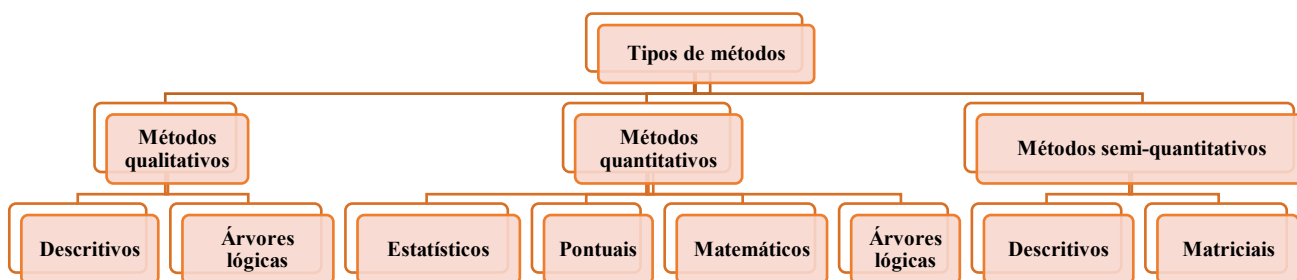 Tipos de métodos
Métodos
qualitativos
Métodos
quantitativos
Métodos semi-quantitativos
Descritivos
Árvores
lógicas
Estatísticos
Pontuais
Matemáticos
Árvores
lógicas
Descritivos
Matriciais